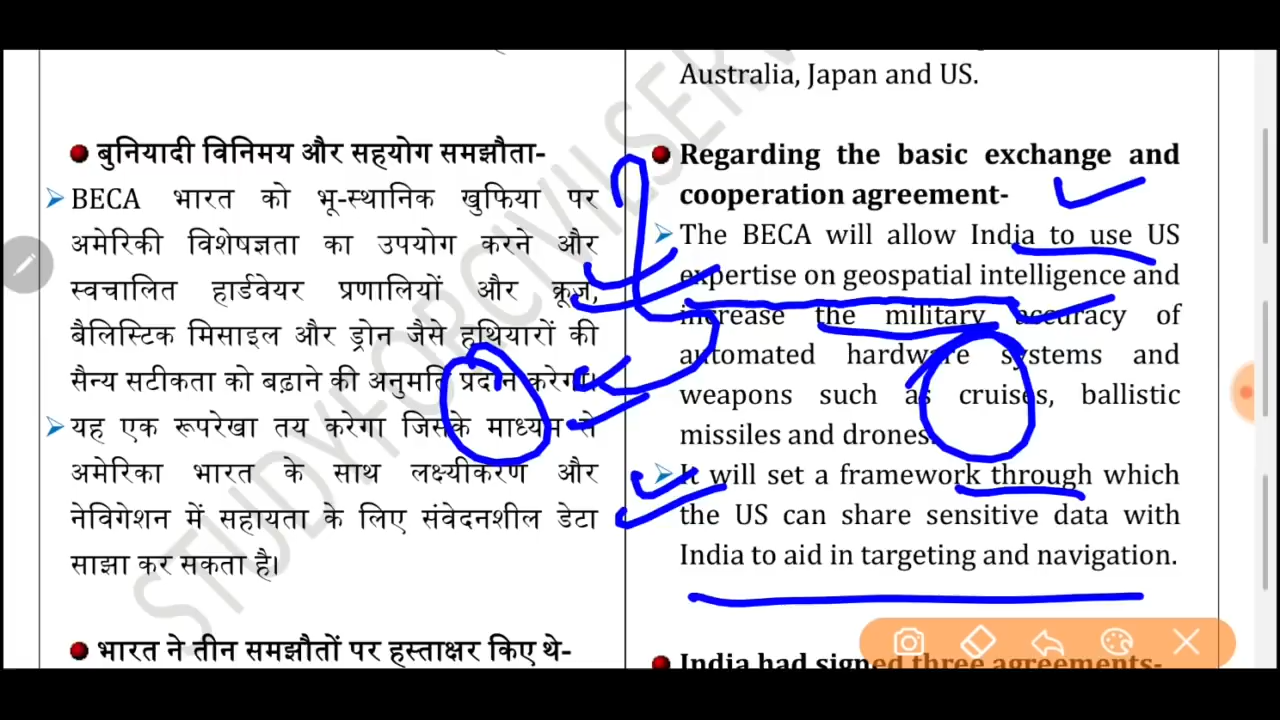 बुनियादी विनिमय और सहयोग समझौता-
BECA भारत को भू-स्थानिक खुफिया पर
अमेरिकी विशेषज्ञता का उपयोग करने और
स्वचालित हार्डवेयर प्रणालियों और क्रूज,
बैलिस्टिक मिसाइल और ड्रोन जैसे हथियारों की
सैन्य सटीकता को बढ़ाने की अनुमति प्रदान करेगा।
यह एक रूपरेखा तय करेगा जिसके माध्यम से
अमेरिका भारत के साथ लक्ष्यीकरण और
नेविगेशन में सहायता के लिए संवेदनशील डेटा
साझा कर सकता है।
भारत ने तीन समझौतों पर हस्ताक्षर किए थे-
Australia, Japan and US.
Regarding the basic exchange and
cooperation agreement-
The BECA will allow India to use US
expertise on geospatial intelligence and
increase the military accuracy of
automated hardware systems and
weapons such as cruises, ballistic
missiles and drones.
It will set a framework through which
the US can share sensitive data with
India to aid in targeting and navigation.
India had signed three agreements-
STUDYFORCIVILSERV